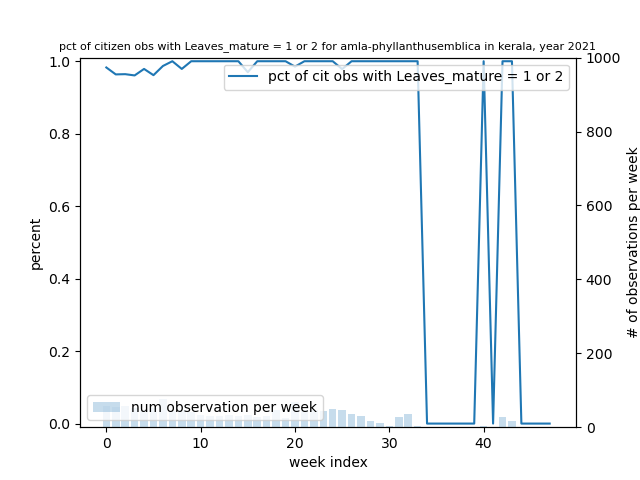 pct of citizen obs with Leaves_mature = 1 or 2 for amla-phyllanthusemblica in kerala, year 2021
pct of cit obs with Leaves_mature = 1 or 2
num observation per week
percent
1.0
0.8
0.6
0.4
0.2
0.0
1000
800
600
400
200
0
# of observations per week
0 10 20 30 40
week index